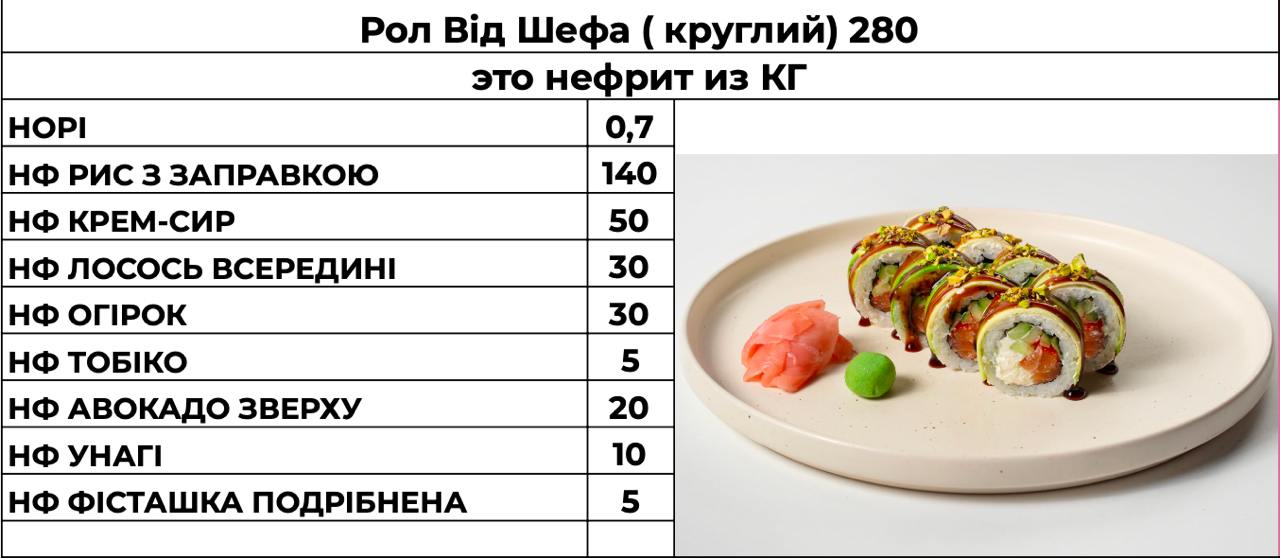 Рол Від Шефа ( круглий) 280
это нефрит из КГ
НОРІ 0,7
НФ РИС З ЗАПРАВКОЮ 140
НФ КРЕМ-СИР 50
НФ ЛОСОСЬ ВСЕРЕДИНІ 30
НФ ОГІРОК 30
НФ ТОБІКО 5
НФ АВОКАДО ЗВЕРХУ 20
НФ УНАГІ 10
НФ ФІСТАШКА ПОДРІБНЕНА 5